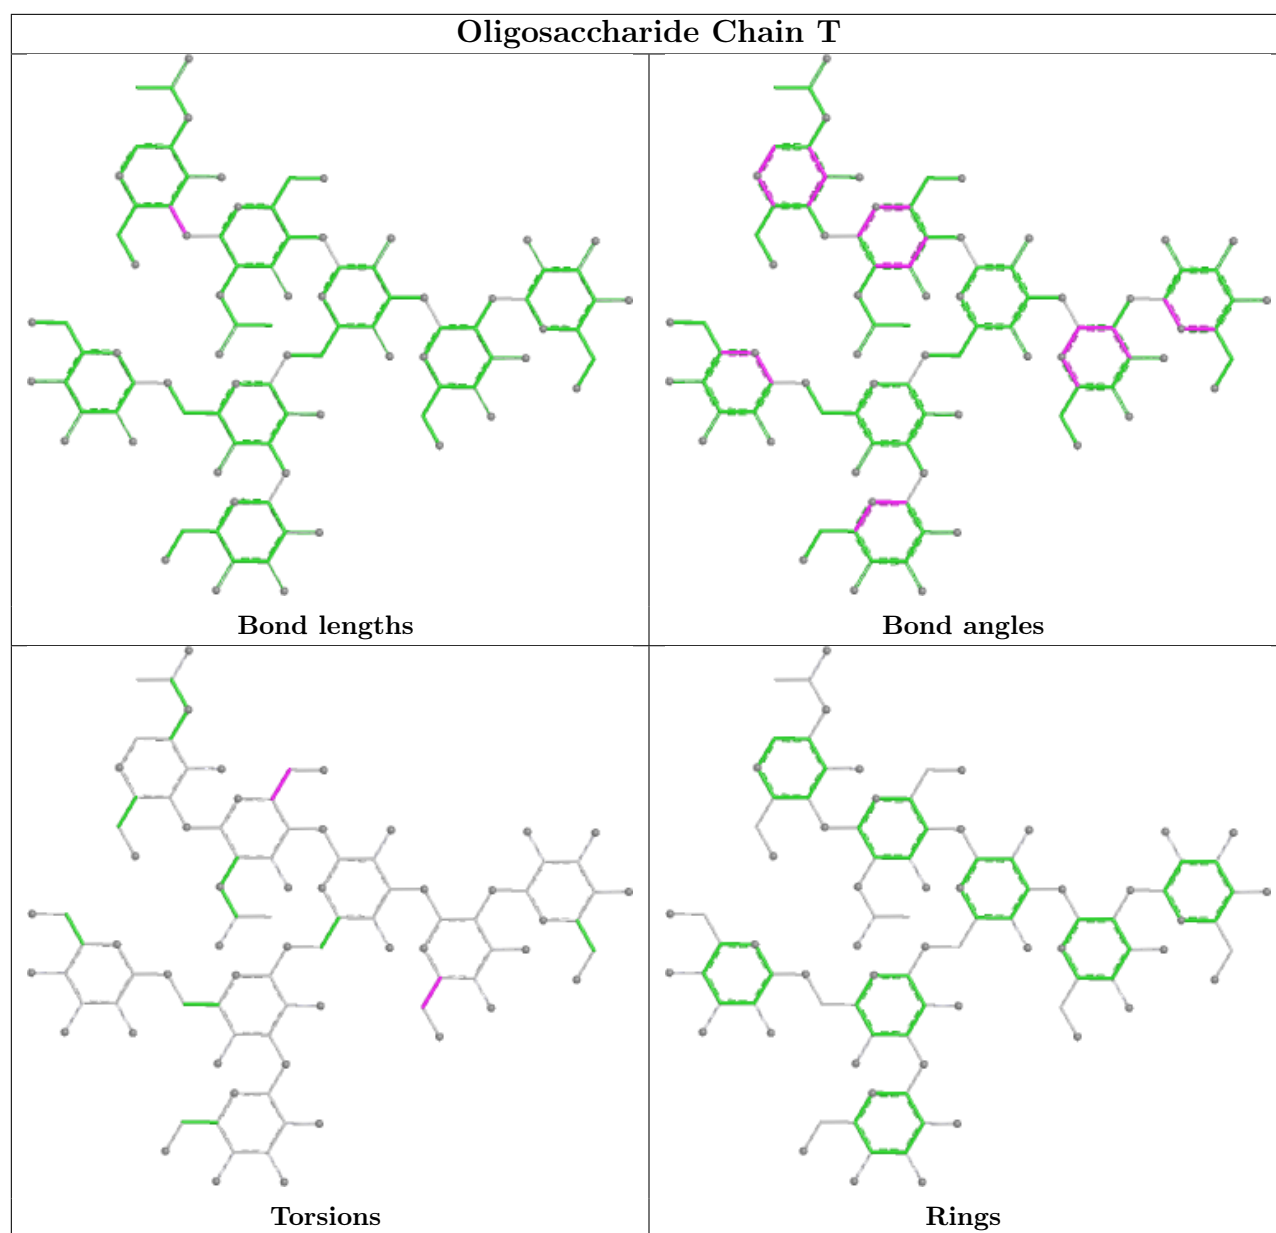 Oligosaccharide Chain T
Bond lengths
Bond angles
Torsions
Rings